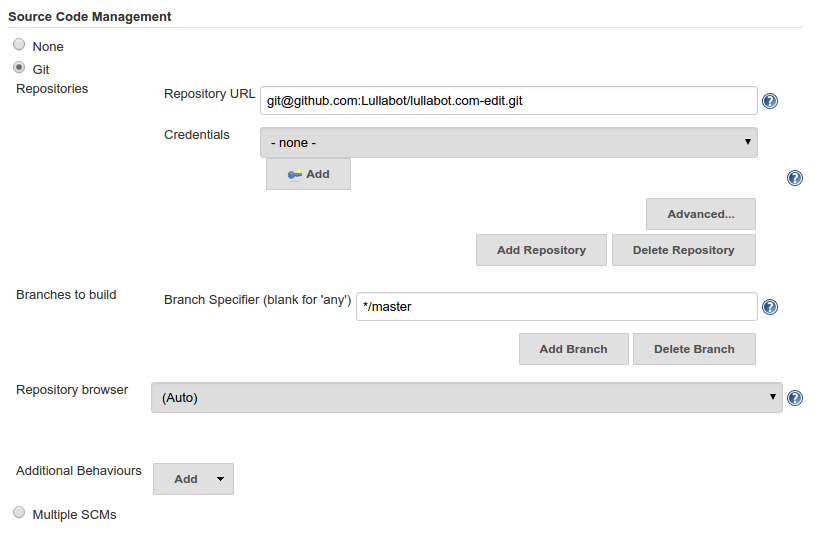 Source Code Management
None
Git
Repositories
Repository URL
git@github.com:Lullabot/lullabot.com-edit.git
?
Credentials
- none -
Add
?
Advanced...
Add Repository
Delete Repository
Branches to build
Branch Specifier (blank for 'any')
*/master
?
Add Branch
Delete Branch
Repository browser
(Auto)
?
Additional Behaviours
Add
Multiple SCMs